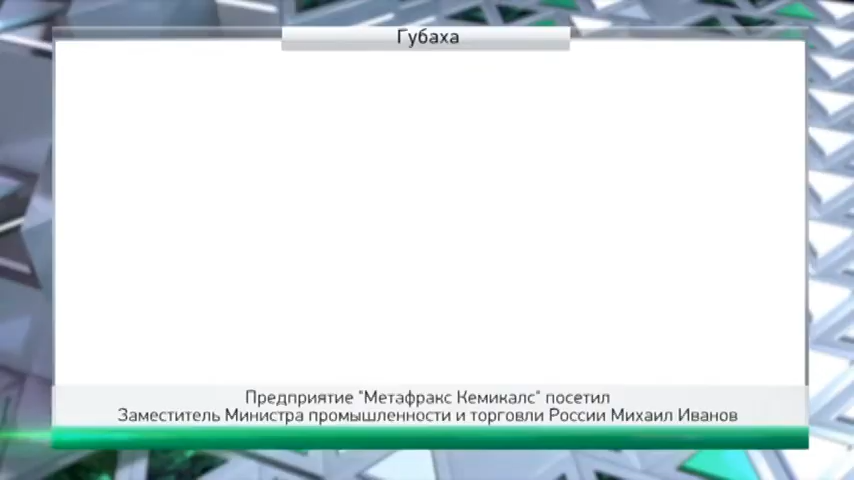 Губаха
Предприятие "Метафракс Кемикалс" посетил
Заместитель Министра промышленности и торговли России Михаил Иванов